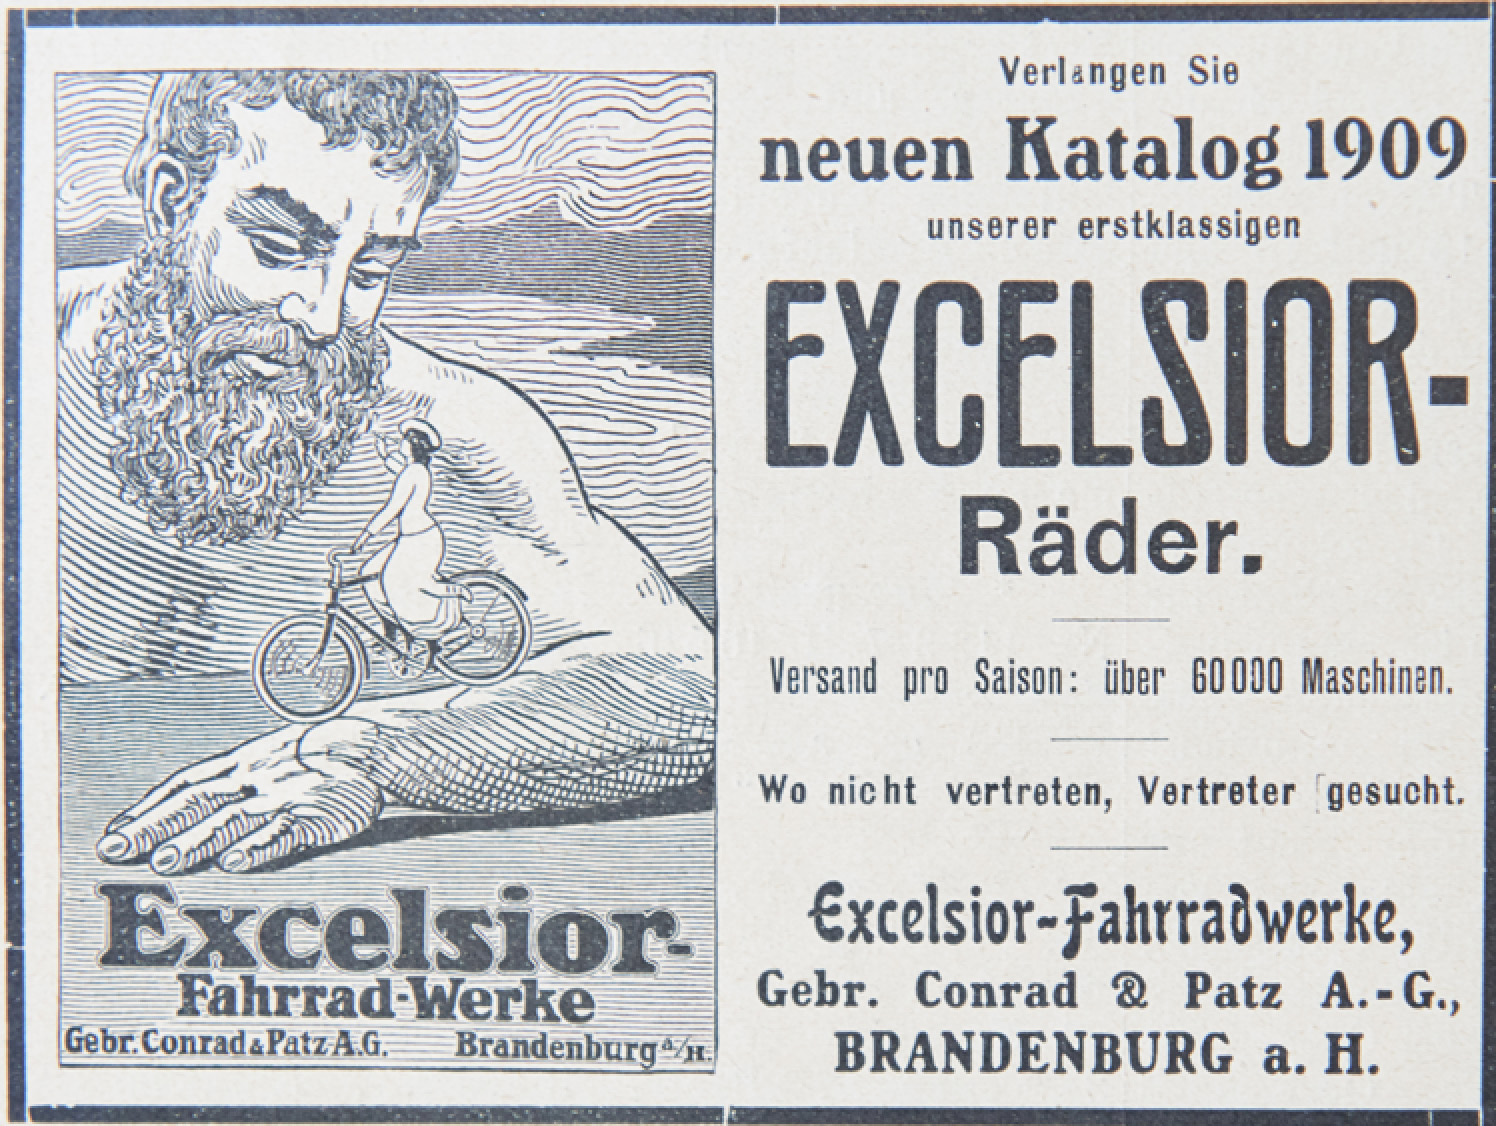 Excelsior-
Fahrrad-Werke
Gebr. Conrad & Patz A.G. Brandenburg a/H.
Verlangen Sie
neuen Katalog 1909
unserer erstklassigen
EXCELSIOR-
Räder.
Versand pro Saison: über 60000 Maschinen.
Wo nicht vertreten, Vertreter gesucht.
Excelsior-Fahrradwerke,
Gebr. Conrad & Patz A.-G.,
BRANDENBURG a. H.